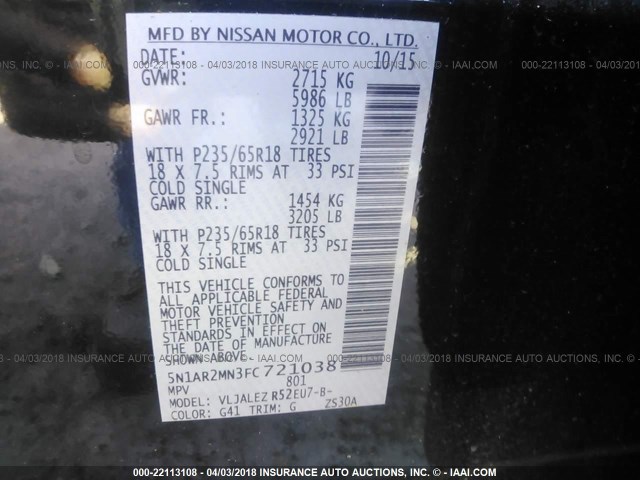 MFD BY NISSAN MOTOR CO., LTD.
DATE: 10/15
GVWR: 2715 KG
5986 LB
GAWR FR.: 1325 KG
2921 LB
WITH P235/65R18 TIRES
18 X 7.5 RIMS AT 33 PSI
COLD SINGLE
GAWR RR.: 1454 KG
3205 LB
WITH P235/65R18 TIRES
18 X 7.5 RIMS AT 33 PSI
COLD SINGLE
THIS VEHICLE CONFORMS TO
ALL APPLICABLE FEDERAL
MOTOR VEHICLE SAFETY AND
THEFT PREVENTION
STANDARDS IN EFFECT ON
THE DATE OF MANUFACTURE
SHOWN ABOVE
5N1AR2MN3FC721038
MPV 801
MODEL: VLJALEZ R52EU7-B-
COLOR: G41 TRIM: G ZS30A
000-22113108 - 04/03/2018 - INSURANCE AUTO AUCTIONS, INC. - © IAAI.COM